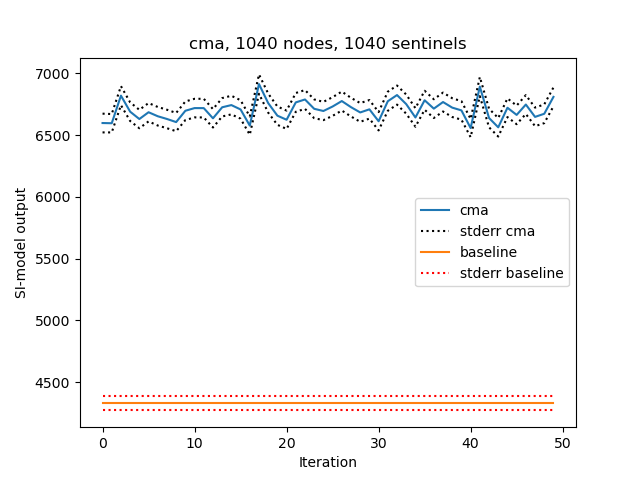 cma, 1040 nodes, 1040 sentinels
7000
6500
6000
5500
5000
4500
SI-model output
cma
stderr cma
baseline
stderr baseline
0
10
20
30
40
50
Iteration